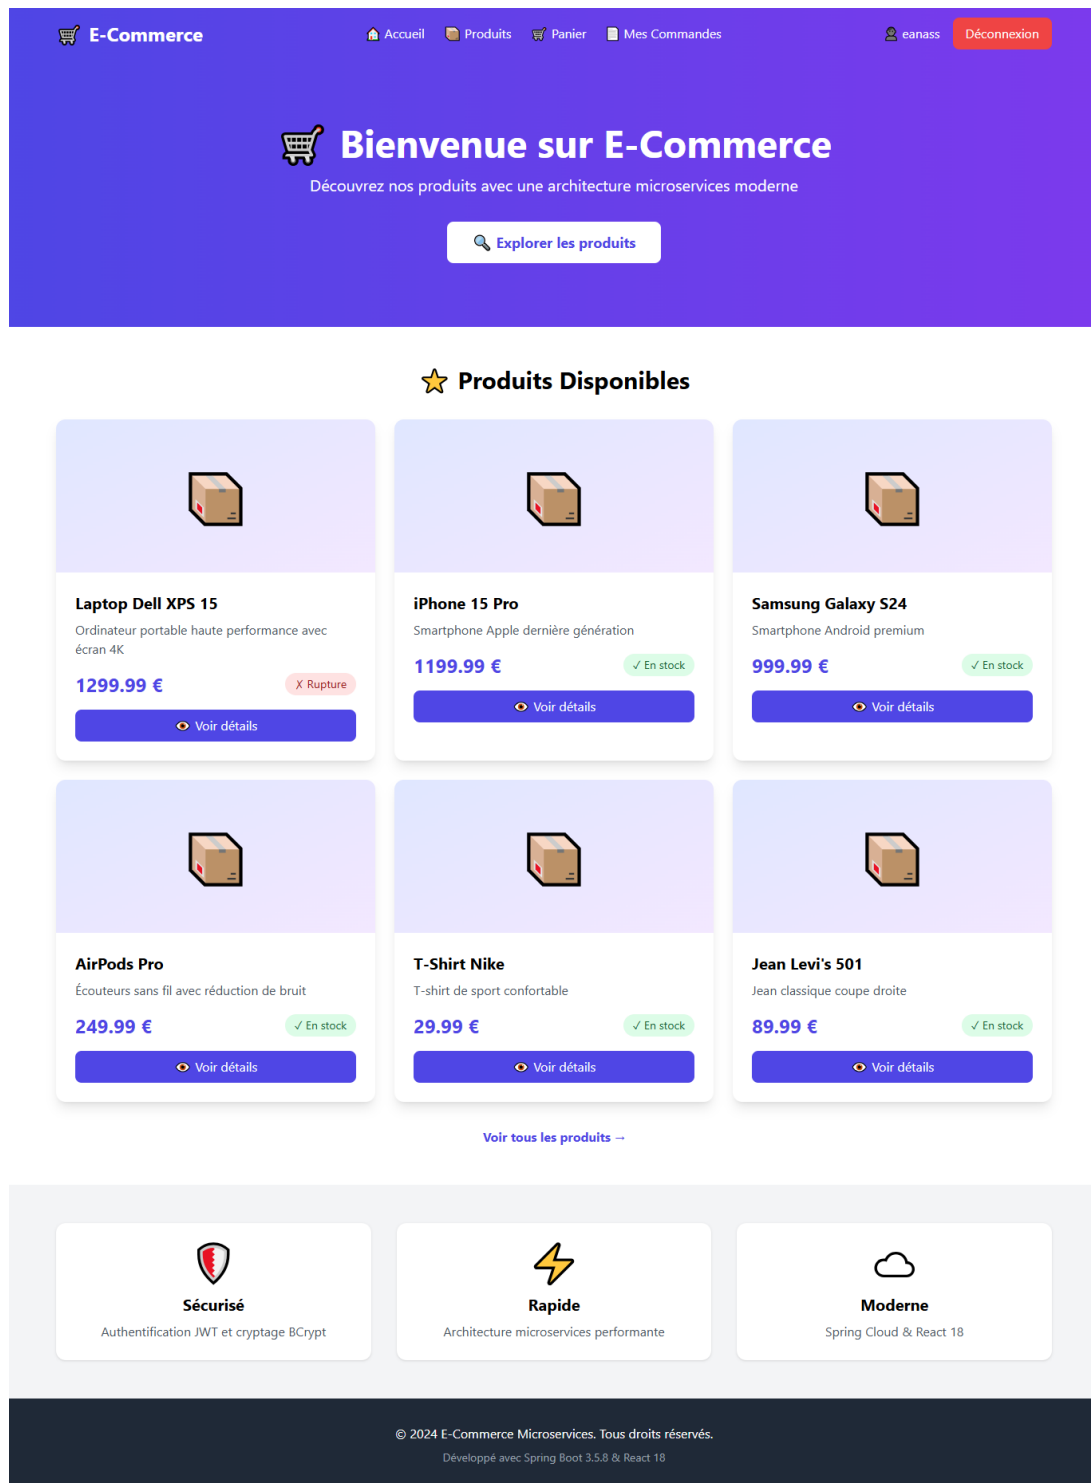 E-Commerce
Accueil
Produits
Panier
Mes Commandes
eanass
Déconnexion
Bienvenue sur E-Commerce
Découvrez nos produits avec une architecture microservices moderne
Explorer les produits
Produits Disponibles
Laptop Dell XPS 15
Ordinateur portable haute performance avec
écran 4K
1299.99 €
✗ Rupture
Voir détails
iPhone 15 Pro
Smartphone Apple dernière génération
1199.99 €
✓ En stock
Voir détails
Samsung Galaxy S24
Smartphone Android premium
999.99 €
✓ En stock
Voir détails
AirPods Pro
Écouteurs sans fil avec réduction de bruit
249.99 €
✓ En stock
Voir détails
T-Shirt Nike
T-shirt de sport confortable
29.99 €
✓ En stock
Voir détails
Jean Levi's 501
Jean classique coupe droite
89.99 €
✓ En stock
Voir détails
Voir tous les produits →
Sécurisé
Authentification JWT et cryptage BCrypt
Rapide
Architecture microservices performante
Moderne
Spring Cloud & React 18
© 2024 E-Commerce Microservices. Tous droits réservés.
Développé avec Spring Boot 3.5.8 & React 18